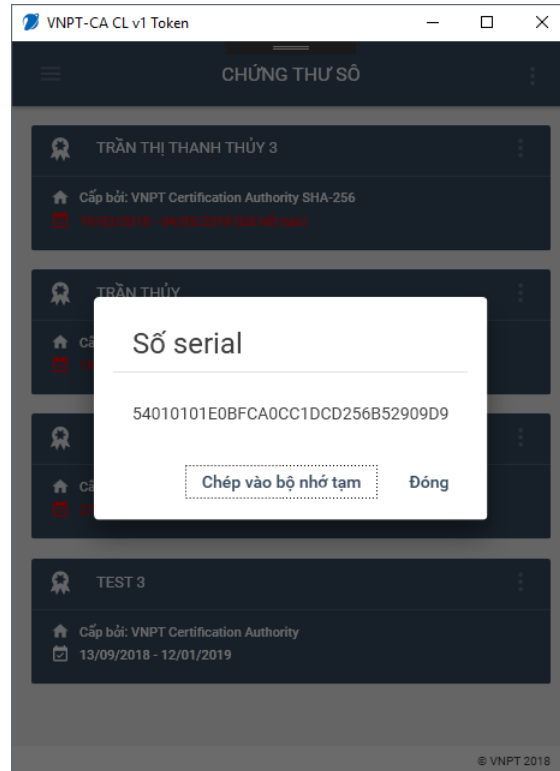 VNPT-CA CL v1 Token
CHỨNG THƯ SỐ
TRẦN THỊ THANH THỦY 3
Cấp bởi: VNPT Certification Authority SHA-256
TRẦN THỦY
Số serial
54010101E0BFCA0CC1DCD256B52909D9
Chép vào bộ nhớ tạm
Đóng
TEST 3
Cấp bởi: VNPT Certification Authority
13/09/2018 - 12/01/2019
© VNPT 2018